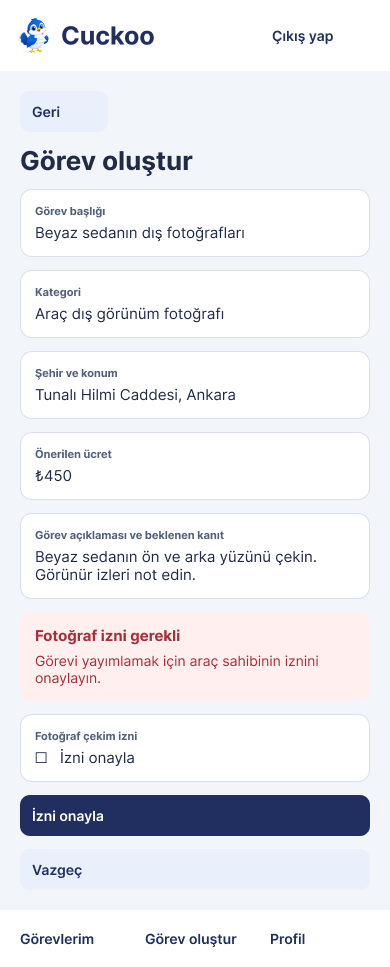 Cuckoo
Çıkış yap
Geri
Görev oluştur
Görev başlığı
Beyaz sedanın dış fotoğrafları
Kategori
Araç dış görünüm fotoğrafı
Şehir ve konum
Tunalı Hilmi Caddesi, Ankara
Önerilen ücret
₺450
Görev açıklaması ve beklenen kanıt
Beyaz sedanın ön ve arka yüzünü çekin.
Görünür izleri not edin.
Fotoğraf izni gerekli
Görevi yayımlamak için araç sahibinin iznini
onaylayın.
Fotoğraf çekim izni
☐ İzni onayla
İzni onayla
Vazgeç
Görevlerim
Görev oluştur
Profil